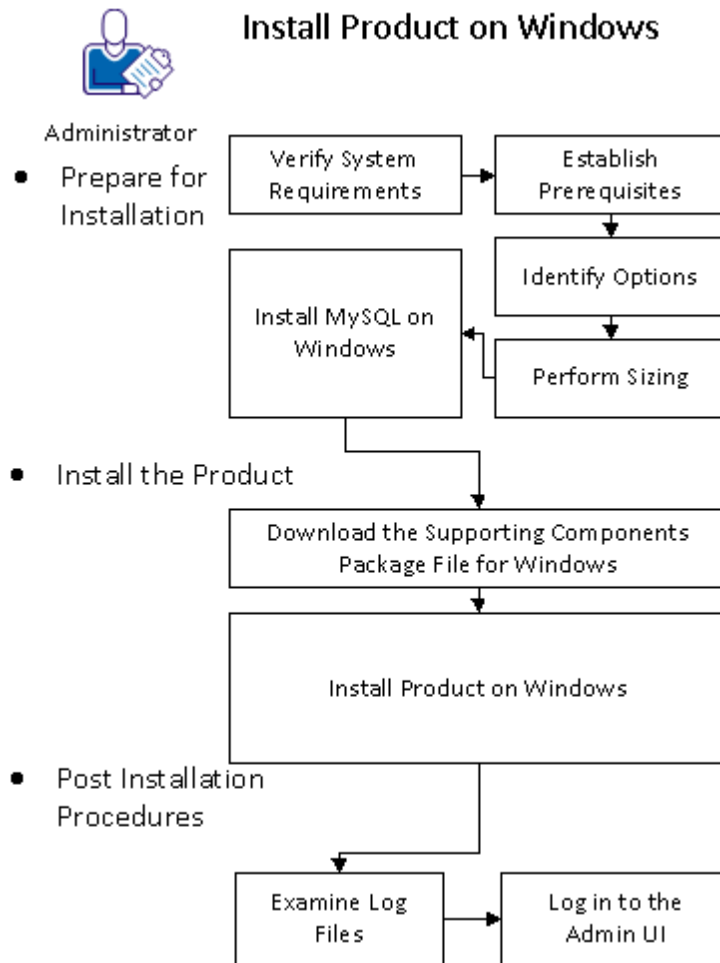 Install Product on Windows
Administrator
• Prepare for
Installation
Verify System
Requirements
Establish
Prerequisites
Identify Options
Install MySQL on
Windows
Perform Sizing
• Install the Product
Download the Supporting Components
Package File for Windows
Install Product on Windows
• Post Installation
Procedures
Examine Log
Files
Log in to the
Admin UI